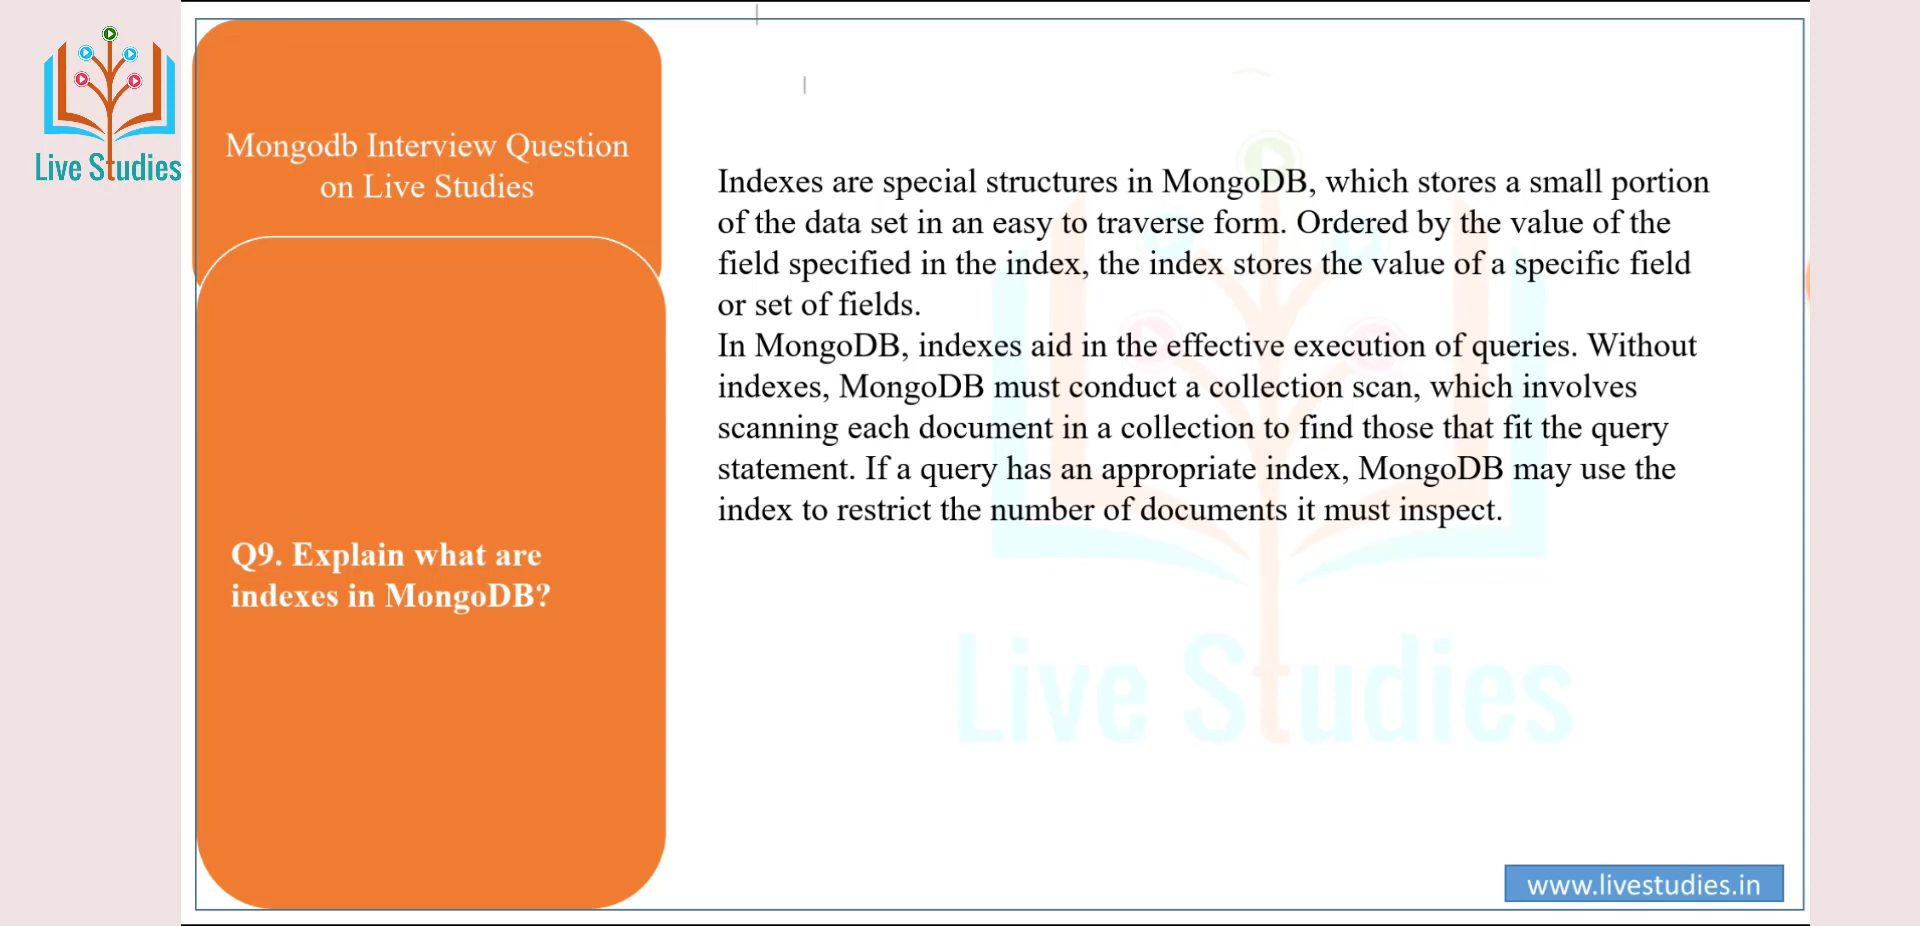 Live Studies
Mongodb Interview Question
on Live Studies
Q9. Explain what are
indexes in MongoDB?
Indexes are special structures in MongoDB, which stores a small portion
of the data set in an easy to traverse form. Ordered by the value of the
field specified in the index, the index stores the value of a specific field
or set of fields.
In MongoDB, indexes aid in the effective execution of queries. Without
indexes, MongoDB must conduct a collection scan, which involves
scanning each document in a collection to find those that fit the query
statement. If a query has an appropriate index, MongoDB may use the
index to restrict the number of documents it must inspect.
Live Studies
www.livestudies.in